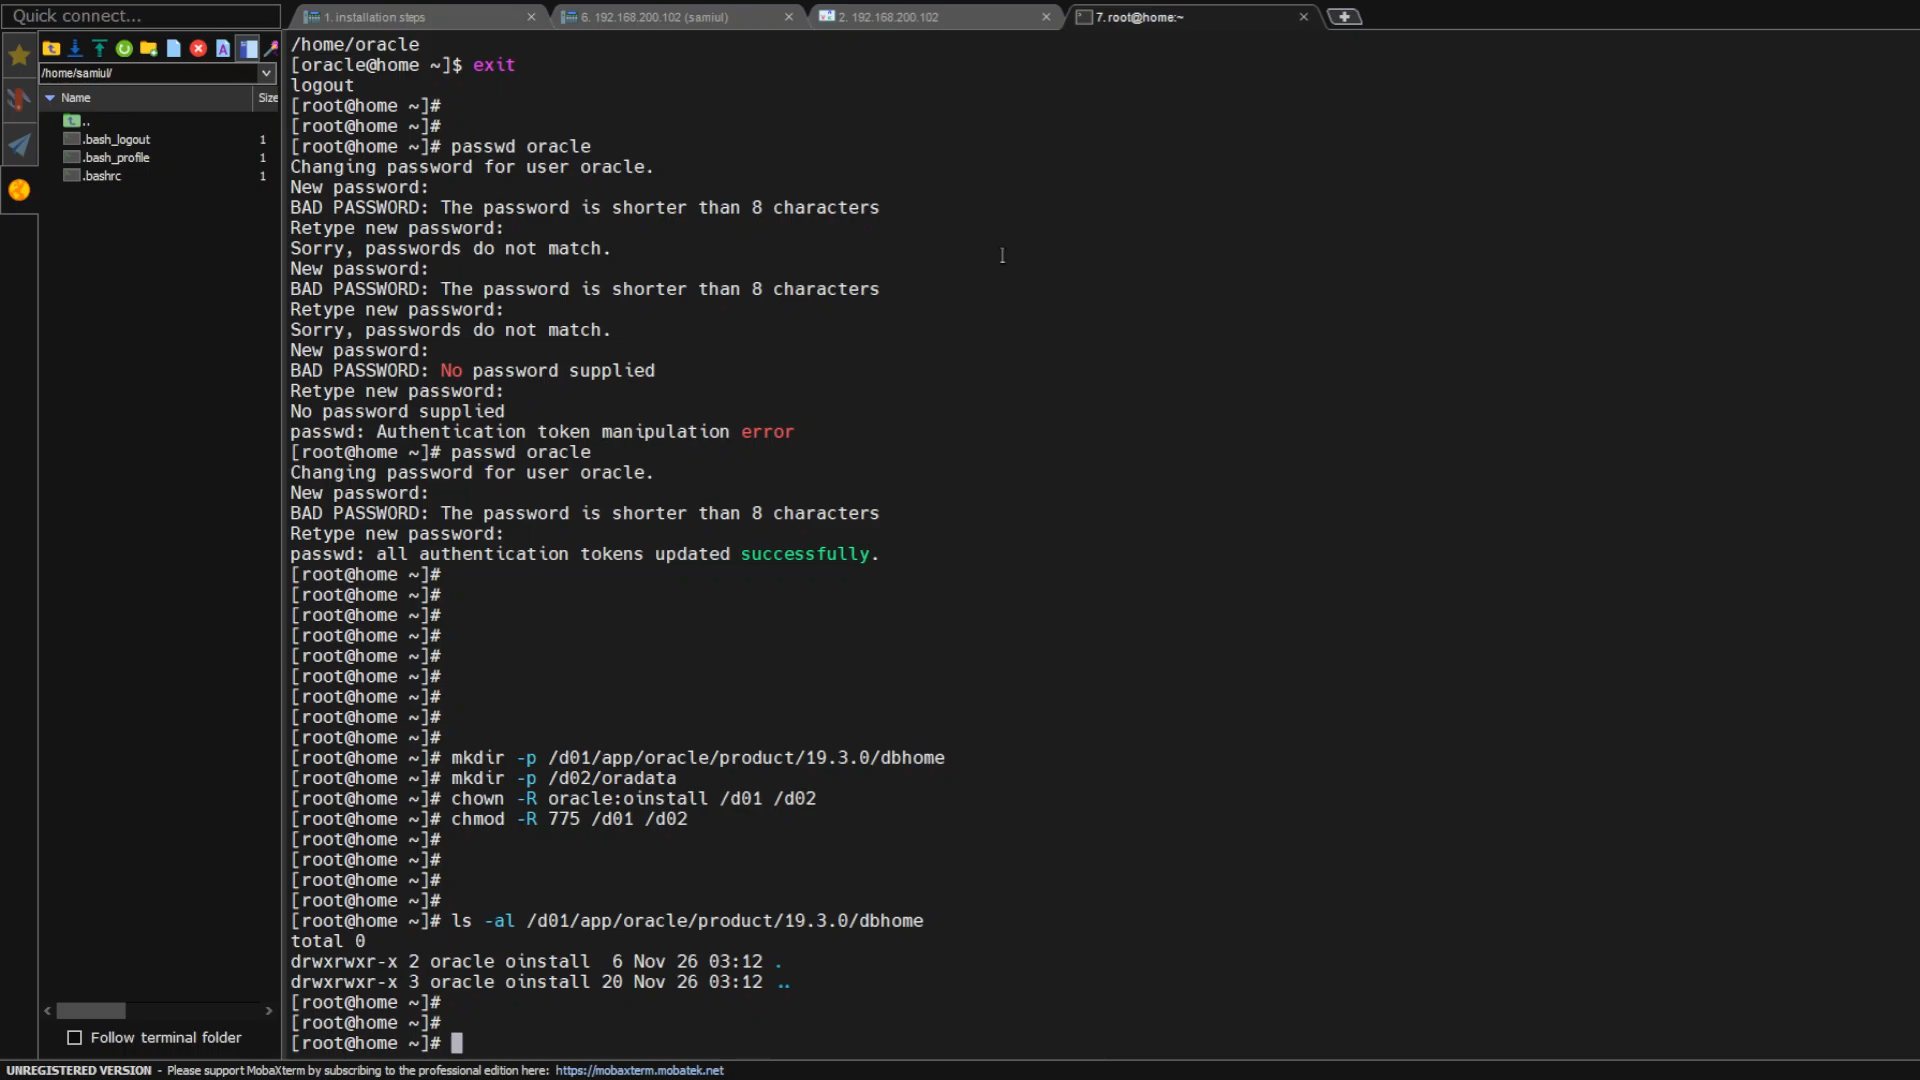 Quick connect...
1. installation steps
6. 192.168.200.102 (samiul)
2. 192.168.200.102
7. root@home:~
/home/samiul/
Name
Size
..
.bash_logout 1
.bash_profile 1
.bashrc 1
/home/oracle
[oracle@home ~]$ exit
logout
[root@home ~]#
[root@home ~]#
[root@home ~]# passwd oracle
Changing password for user oracle.
New password:
BAD PASSWORD: The password is shorter than 8 characters
Retype new password:
Sorry, passwords do not match.
New password:
BAD PASSWORD: The password is shorter than 8 characters
Retype new password:
Sorry, passwords do not match.
New password:
BAD PASSWORD: No password supplied
Retype new password:
No password supplied
passwd: Authentication token manipulation error
[root@home ~]# passwd oracle
Changing password for user oracle.
New password:
BAD PASSWORD: The password is shorter than 8 characters
Retype new password:
passwd: all authentication tokens updated successfully.
[root@home ~]#
[root@home ~]#
[root@home ~]#
[root@home ~]#
[root@home ~]#
[root@home ~]#
[root@home ~]#
[root@home ~]#
[root@home ~]#
[root@home ~]# mkdir -p /d01/app/oracle/product/19.3.0/dbhome
[root@home ~]# mkdir -p /d02/oradata
[root@home ~]# chown -R oracle:oinstall /d01 /d02
[root@home ~]# chmod -R 775 /d01 /d02
[root@home ~]#
[root@home ~]#
[root@home ~]#
[root@home ~]#
[root@home ~]# ls -al /d01/app/oracle/product/19.3.0/dbhome
total 0
drwxrwxr-x 2 oracle oinstall  6 Nov 26 03:12 .
drwxrwxr-x 3 oracle oinstall 20 Nov 26 03:12 ..
[root@home ~]#
[root@home ~]#
[root@home ~]#
Follow terminal folder
UNREGISTERED VERSION - Please support MobaXterm by subscribing to the professional edition here: https://mobaxterm.mobatek.net